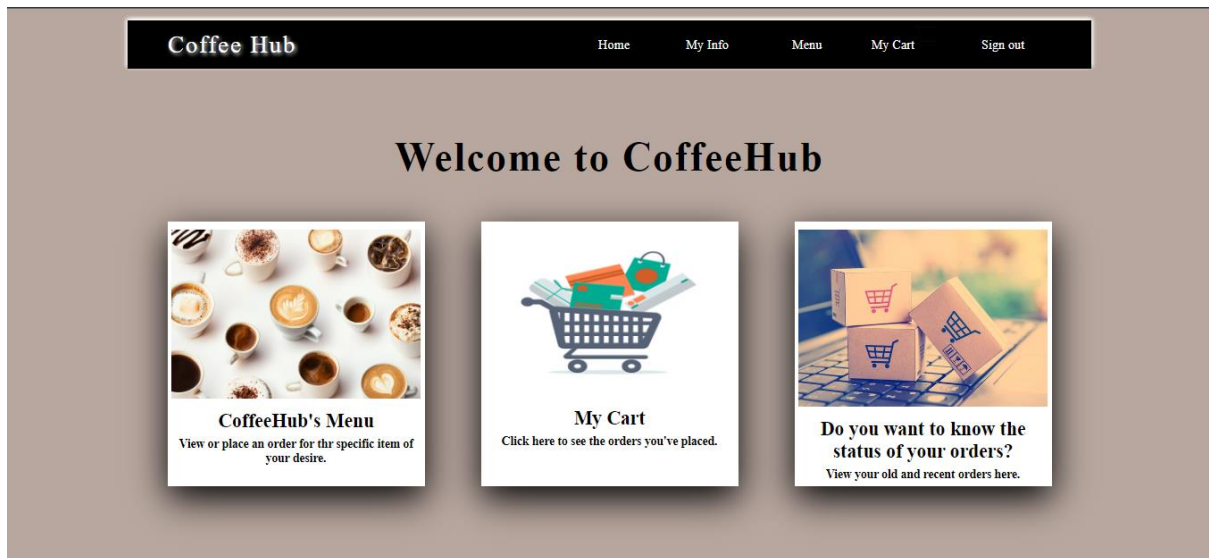 Coffee Hub
Home My Info Menu My Cart Sign out
Welcome to CoffeeHub
CoffeeHub's Menu
View or place an order for thr specific item of
your desire.
My Cart
Click here to see the orders you've placed.
Do you want to know the
status of your orders?
View your old and recent orders here.